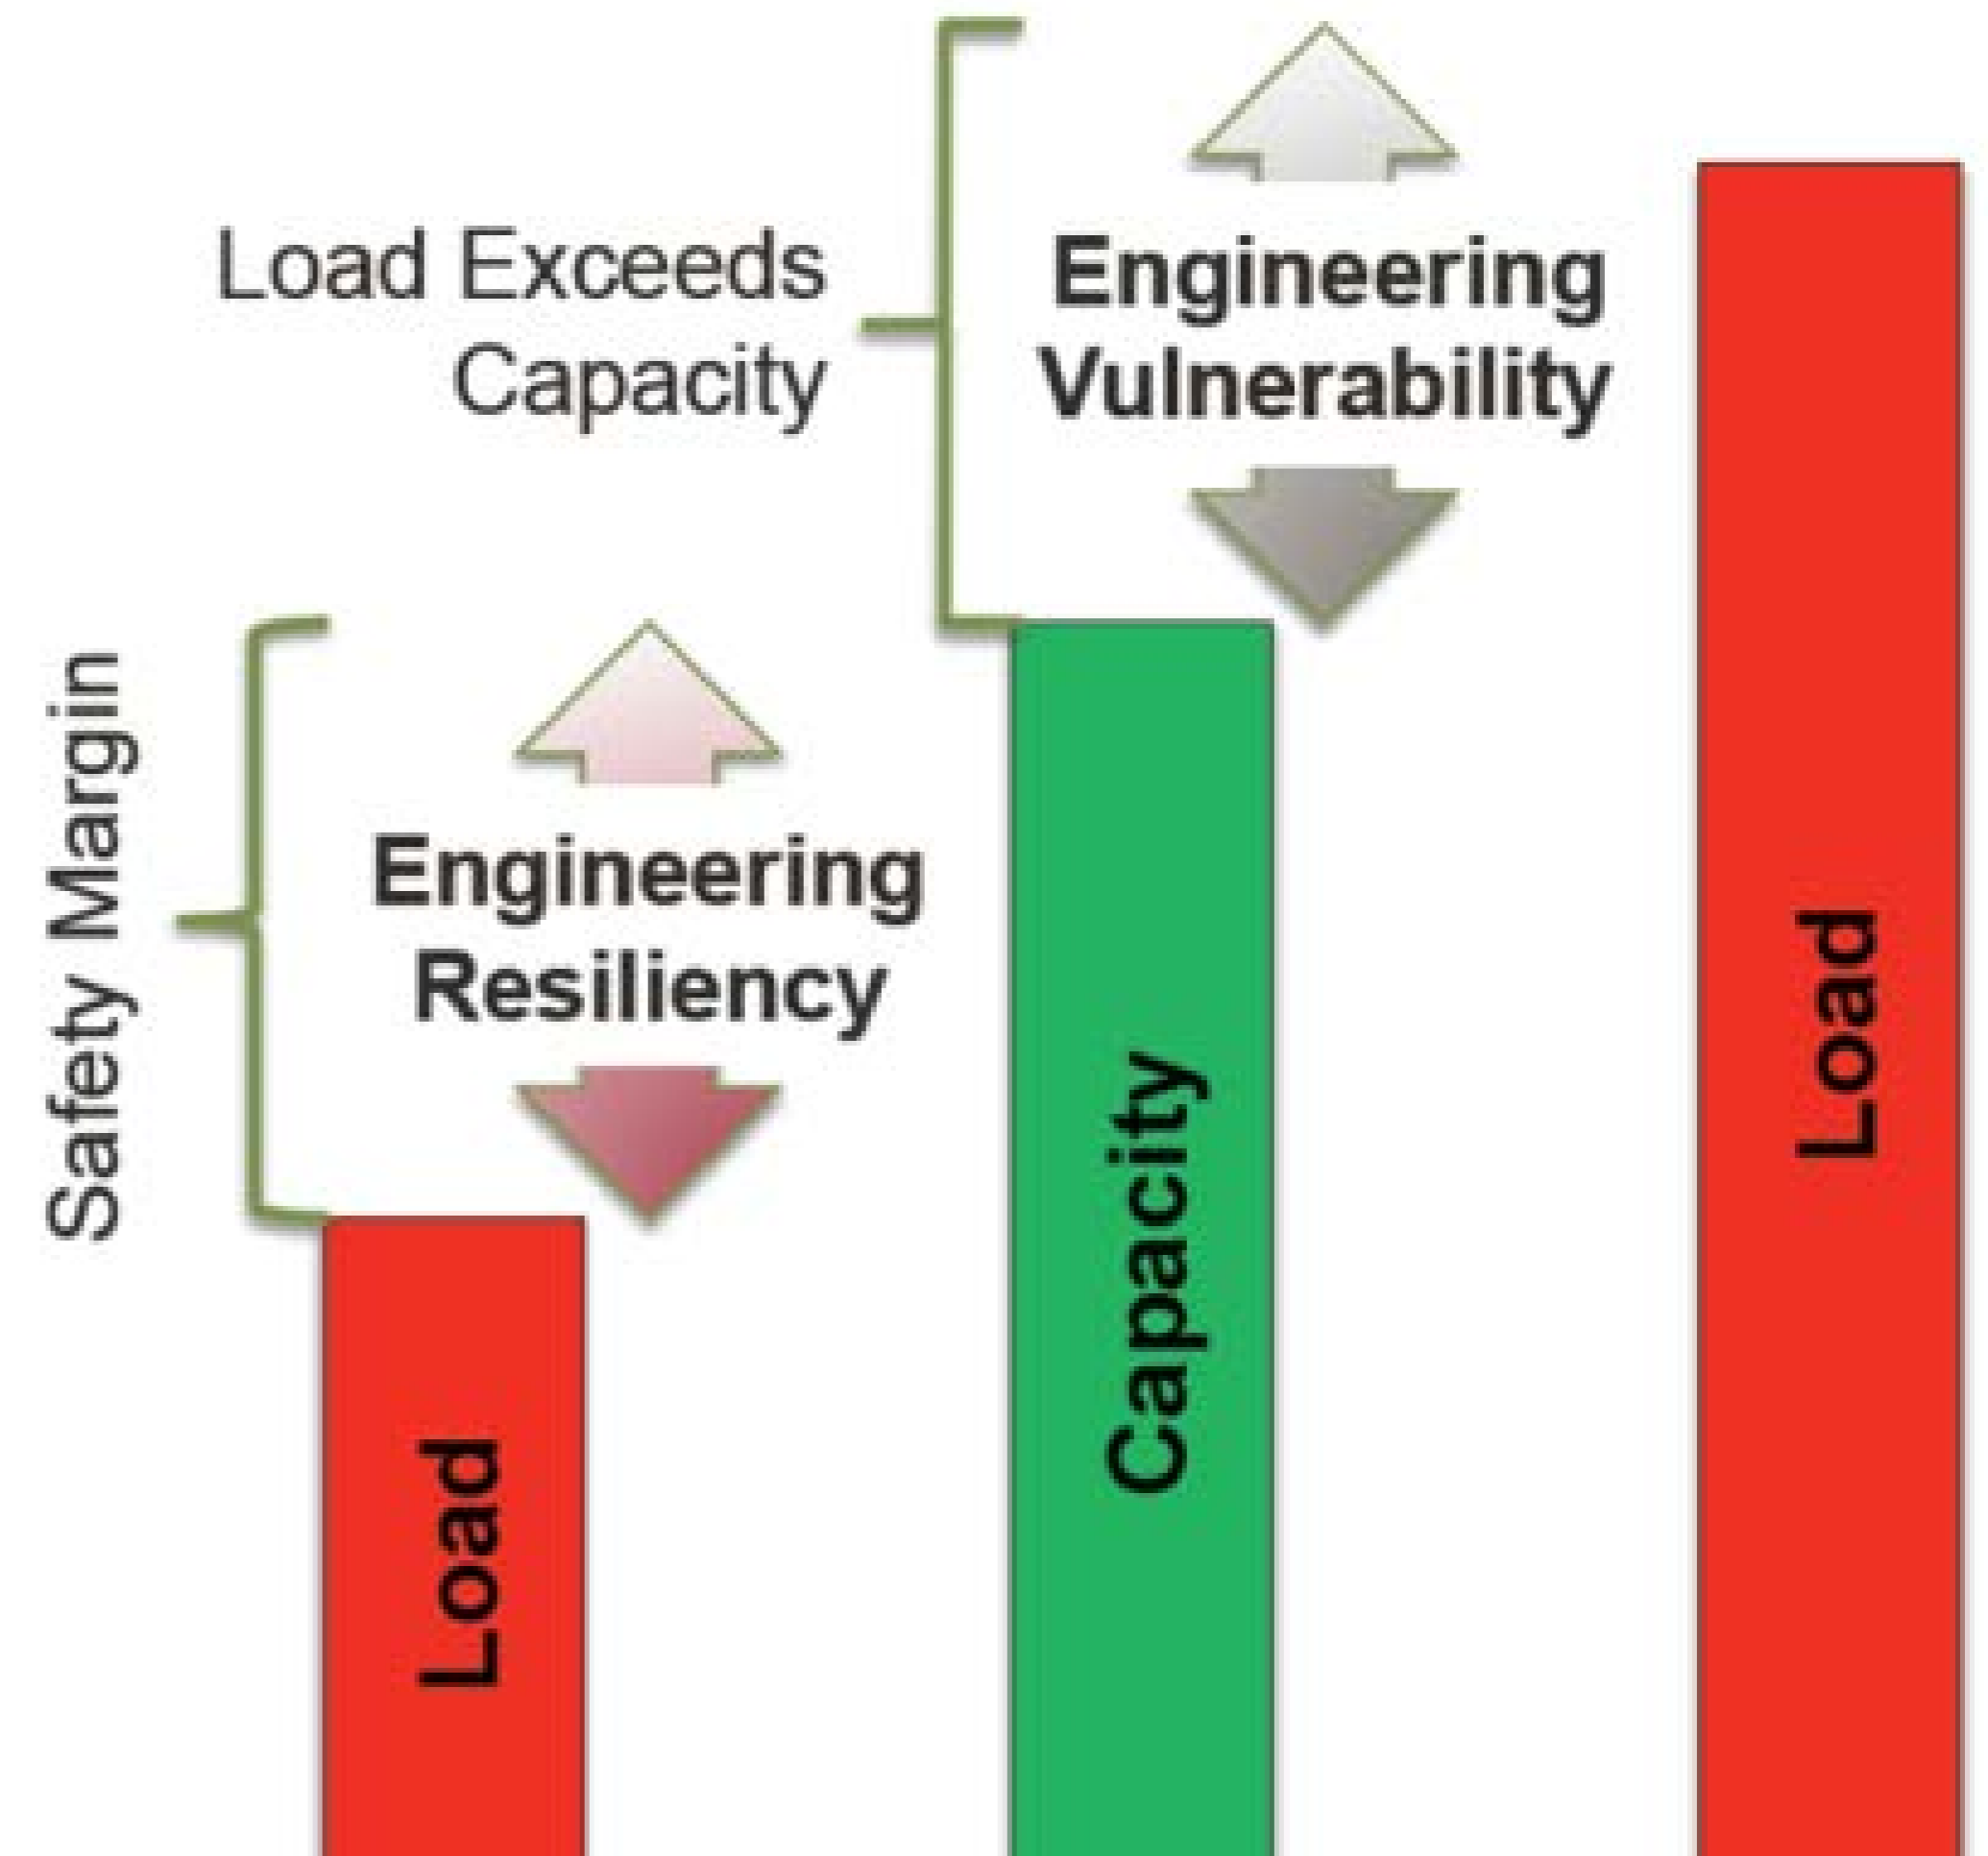 Load Exceeds
Capacity
Engineering
Vulnerability
Safety Margin
Engineering
Resiliency
Load
Capacity
Load